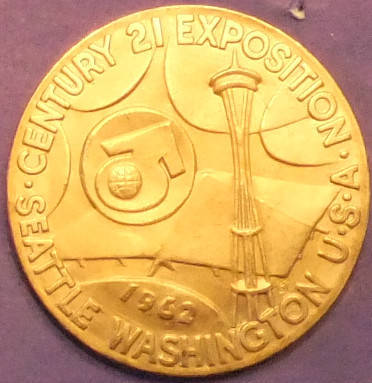 CENTURY 21 EXPOSITION
SEATTLE WASHINGTON U.S.A.
1962